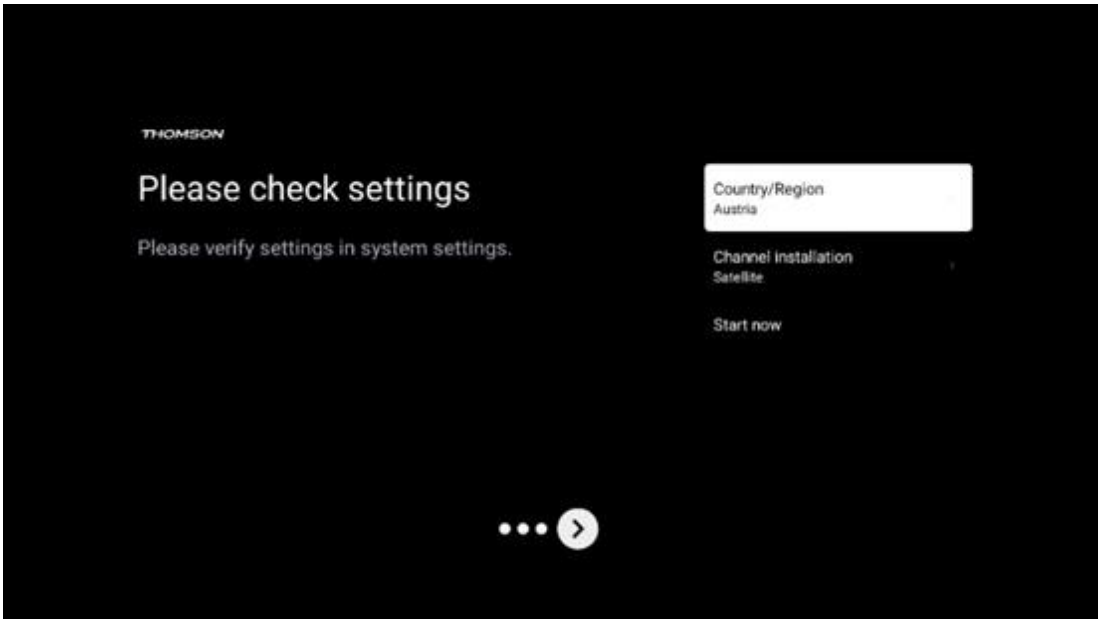 THOMSON
Please check settings
Please verify settings in system settings.
Country/Region
Austria
Channel installation
Satellite
Start now